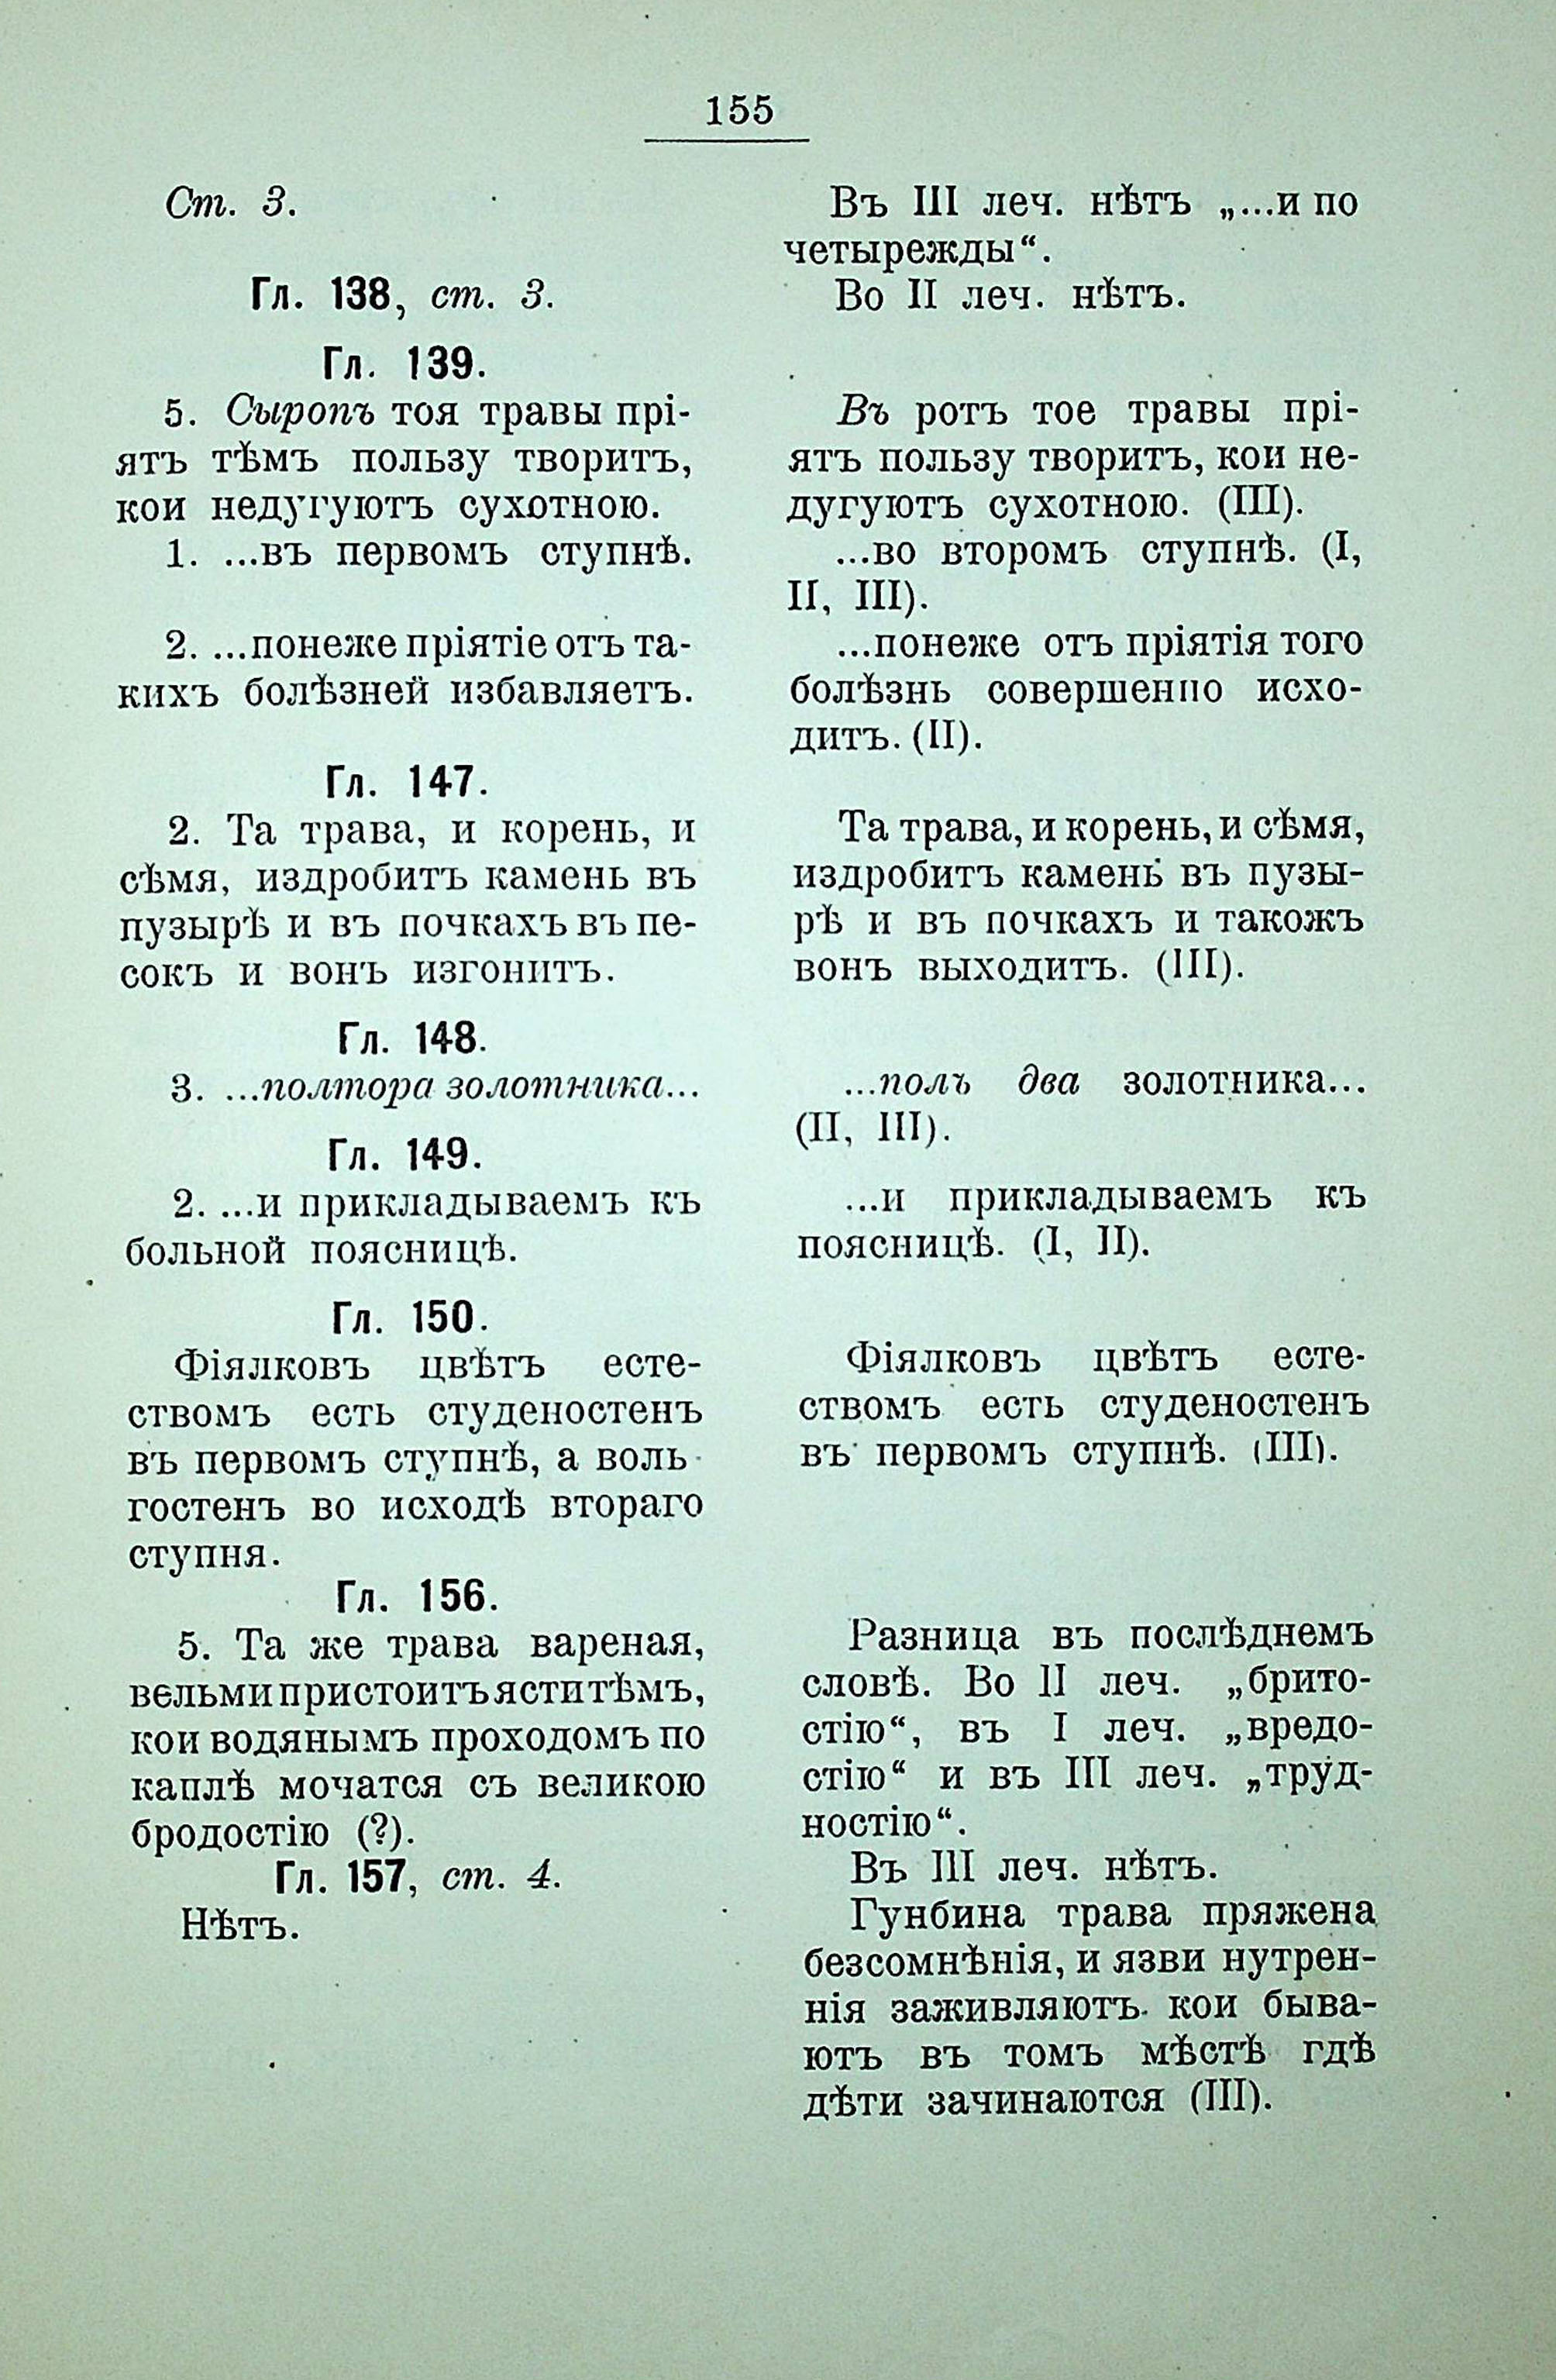 155
Ст. 3.
Гл. 138, ст. 3.
Гл. 139.
5. Сыропъ тоя травы прі-
ятъ тѣмъ пользу творитъ,
кои недугуютъ сухотною.
1. ...въ первомъ ступнѣ.
2. ...понеже пріятіе отъ та-
кихъ болѣзней избавляетъ.
Гл. 147.
2. Та трава, и корень, и
сѣмя, издробитъ камень въ
пузырѣ и въ почкахъ въ пе-
сокъ и вонъ изгонитъ.
Гл. 148.
3. ...полтора золотника...
Гл. 149.
2. ...и прикладываемъ къ
больной поясницѣ.
Гл. 150.
Фіялковъ цвѣтъ есте-
ствомъ есть студеностенъ
въ первомъ ступнѣ, а воль-
гостенъ во исходѣ втораго
ступня.
Гл. 156.
5. Та же трава вареная,
вельми пристоитъ ясти тѣмъ,
кои водянымъ проходомъ по
каплѣ мочатся съ великою
бродостію (?).
Гл. 157, ст. 4.
Нѣтъ.
Въ III леч. нѣтъ „...и по
четырежды“.
Во II леч. нѣтъ.
Въ ротъ тое травы прі-
ятъ пользу творитъ, кои не-
дугуютъ сухотною. (III).
...во второмъ ступнѣ. (I,
II, III).
...понеже отъ пріятія того
болѣзнь совершенно исхо-
дитъ. (II).
Та трава, и корень, и сѣмя,
издробитъ камень въ пузы-
рѣ и въ почкахъ и такожъ
вонъ выходитъ. (III).
...полъ два золотника...
(II, III).
...и прикладываемъ къ
поясницѣ. (I, II).
Фіялковъ цвѣтъ есте-
ствомъ есть студеностенъ
въ первомъ ступнѣ. (III).
Разница въ послѣднемъ
словѣ. Во II леч. „брито-
стію“, въ I леч. „вредо-
стію“ и въ III леч. „труд-
ностію“.
Въ III леч. нѣтъ.
Гунбина трава пряжена
безсомнѣнія, и язви нутрен-
нія заживляютъ. кои быва-
ютъ въ томъ мѣстѣ гдѣ
дѣти зачинаются (III).